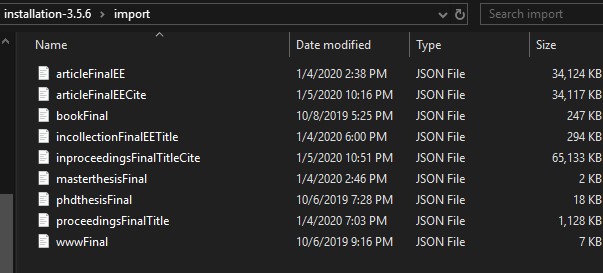 installation-3.5.6 > import Search import
Name Date modified Type Size
articleFinalEE 1/4/2020 2:38 PM JSON File 34,124 KB
articleFinalEECite 1/5/2020 10:16 PM JSON File 34,117 KB
bookFinal 10/8/2019 5:25 PM JSON File 247 KB
incollectionFinalEETitle 1/4/2020 6:00 PM JSON File 294 KB
inproceedingsFinalTitleCite 1/5/2020 10:51 PM JSON File 65,133 KB
masterthesisFinal 1/4/2020 2:46 PM JSON File 2 KB
phdthesisFinal 10/6/2019 7:28 PM JSON File 18 KB
proceedingsFinalTitle 1/4/2020 7:03 PM JSON File 1,128 KB
wwwFinal 10/6/2019 9:16 PM JSON File 7 KB